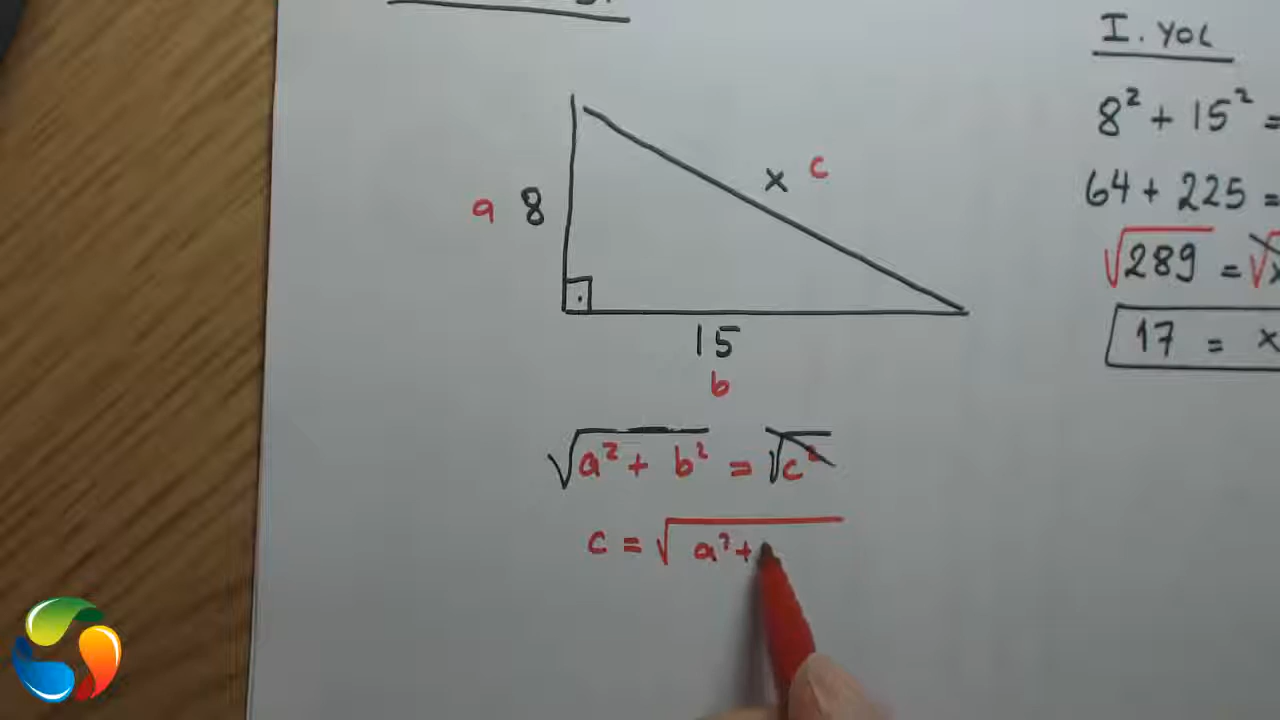 a 8
x c
15
b
√a² + b² = √c²
c = √a² +
I. YOL
8² + 15² =
64 + 225 =
√289 = √x
17 = x